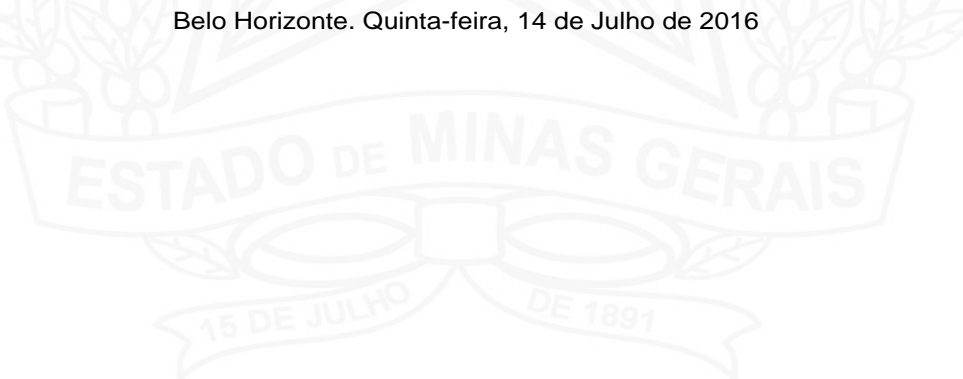 Belo Horizonte. Quinta-feira, 14 de Julho de 2016
ESTADO DE MINAS GERAIS
15 DE JULHO DE 1891